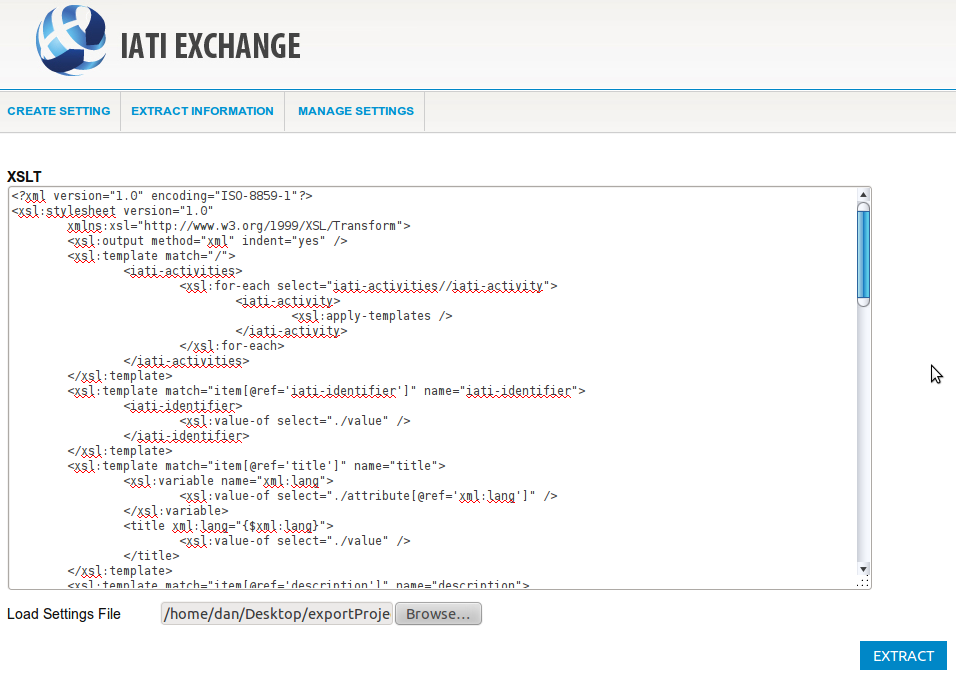 IATI EXCHANGE
CREATE SETTING EXTRACT INFORMATION MANAGE SETTINGS
XSLT
<?xml version="1.0" encoding="ISO-8859-1"?>
<xsl:stylesheet version="1.0"
xmlns:xsl="http://www.w3.org/1999/XSL/Transform">
<xsl:output method="xml" indent="yes" />
<xsl:template match="/">
<iati-activities>
<xsl:for-each select="iati-activities//iati-activity">
<iati-activity>
<xsl:apply-templates />
</iati-activity>
</xsl:for-each>
</iati-activities>
</xsl:template>
<xsl:template match="item[@ref='iati-identifier']" name="iati-identifier">
<iati-identifier>
<xsl:value-of select="./value" />
</iati-identifier>
</xsl:template>
<xsl:template match="item[@ref='title']" name="title">
<xsl:variable name="xml:lang">
<xsl:value-of select="./attribute[@ref='xml:lang']" />
</xsl:variable>
<title xml:lang="{$xml:lang}">
<xsl:value-of select="./value" />
</title>
</xsl:template>
<xsl:template match="item[@ref='description']" name="description">
Load Settings File /home/dan/Desktop/exportProje Browse...
EXTRACT